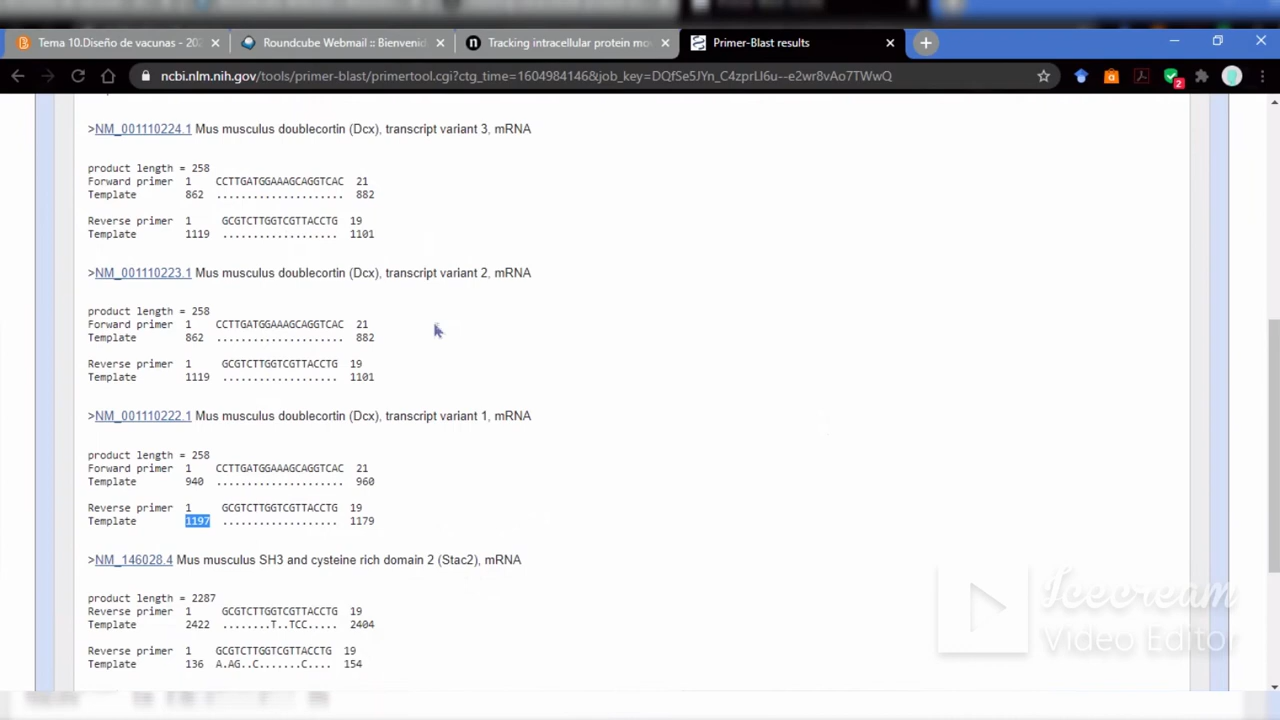 Tema 10.Diseño de vacunas - 202
Roundcube Webmail :: Bienvenid
Tracking intracellular protein mo
Primer-Blast results
ncbi.nlm.nih.gov/tools/primer-blast/primertool.cgi?ctg_time=1604984146&job_key=DQfSe5JYn_C4zprLI6u--e2wr8vAo7TWwQ
2
>NM_001110224.1 Mus musculus doublecortin (Dcx), transcript variant 3, mRNA
product length = 258
Forward primer 1 CCTTGATGGAAAGCAGGTCAC 21
Template 862 ..................... 882
Reverse primer 1 GCGTCTTGGTCGTTACCTG 19
Template 1119 ................... 1101
>NM_001110223.1 Mus musculus doublecortin (Dcx), transcript variant 2, mRNA
product length = 258
Forward primer 1 CCTTGATGGAAAGCAGGTCAC 21
Template 862 ..................... 882
Reverse primer 1 GCGTCTTGGTCGTTACCTG 19
Template 1119 ................... 1101
>NM_001110222.1 Mus musculus doublecortin (Dcx), transcript variant 1, mRNA
product length = 258
Forward primer 1 CCTTGATGGAAAGCAGGTCAC 21
Template 940 ..................... 960
Reverse primer 1 GCGTCTTGGTCGTTACCTG 19
Template 1197 ................... 1179
>NM_146028.4 Mus musculus SH3 and cysteine rich domain 2 (Stac2), mRNA
product length = 2287
Reverse primer 1 GCGTCTTGGTCGTTACCTG 19
Template 2422 ........T..TCC..... 2404
Reverse primer 1 GCGTCTTGGTCGTTACCTG 19
Template 136 A.AG..C.......C.... 154
Icecream
Video Editor